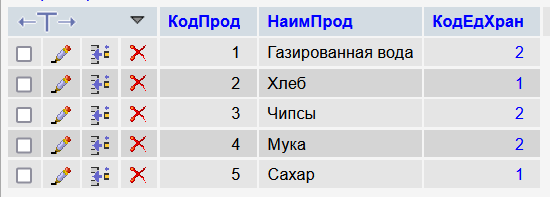 КодПрод НаимПрод КодЕдХран
1 Газированная вода 2
2 Хлеб 1
3 Чипсы 2
4 Мука 2
5 Сахар 1